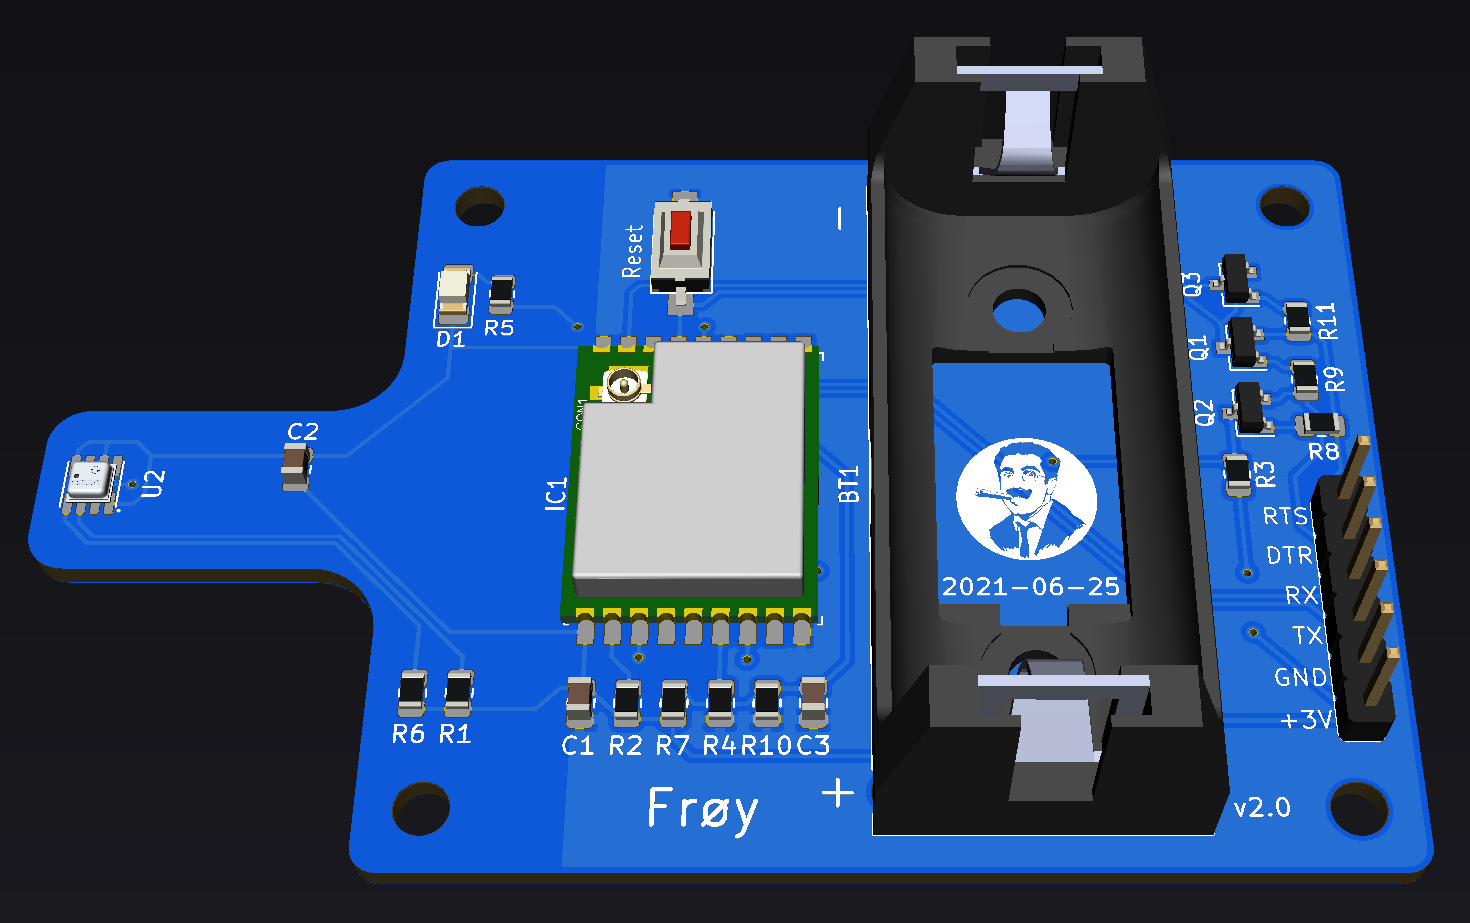 Reset
−
Q3
R11
Q1
R9
Q2
R8
R3
D1
R5
C2
U2
IC1
BT1
RTS
DTR
RX
TX
GND
+3V
2021-06-25
R6
R1
C1
R2
R7
R4
R10
C3
+
Frøy
v2.0